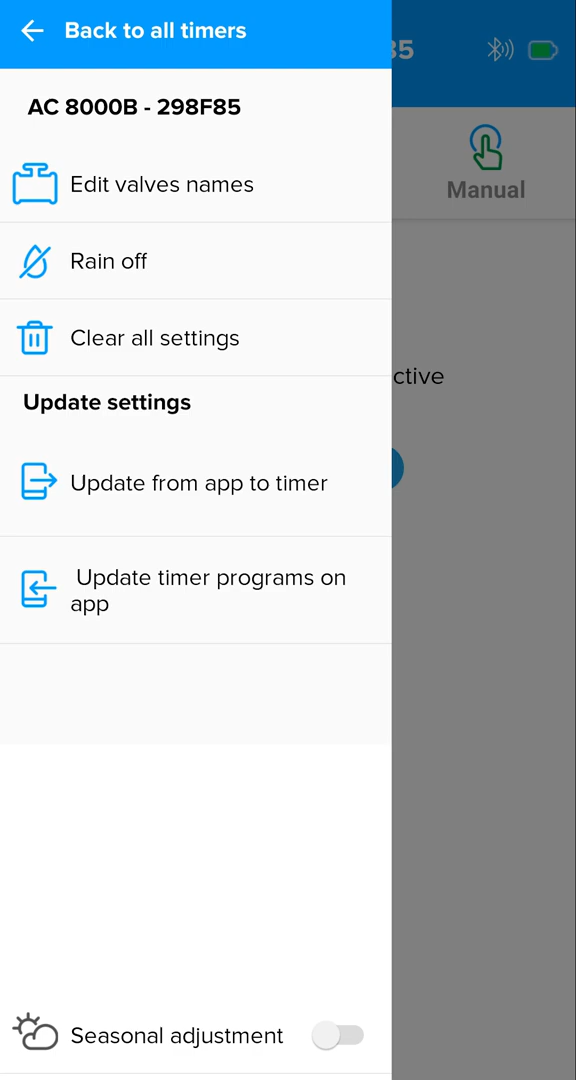 Back to all timers
35
AC 8000B - 298F85
Manual
Edit valves names
Rain off
Clear all settings
ctive
Update settings
Update from app to timer
Update timer programs on
app
Seasonal adjustment